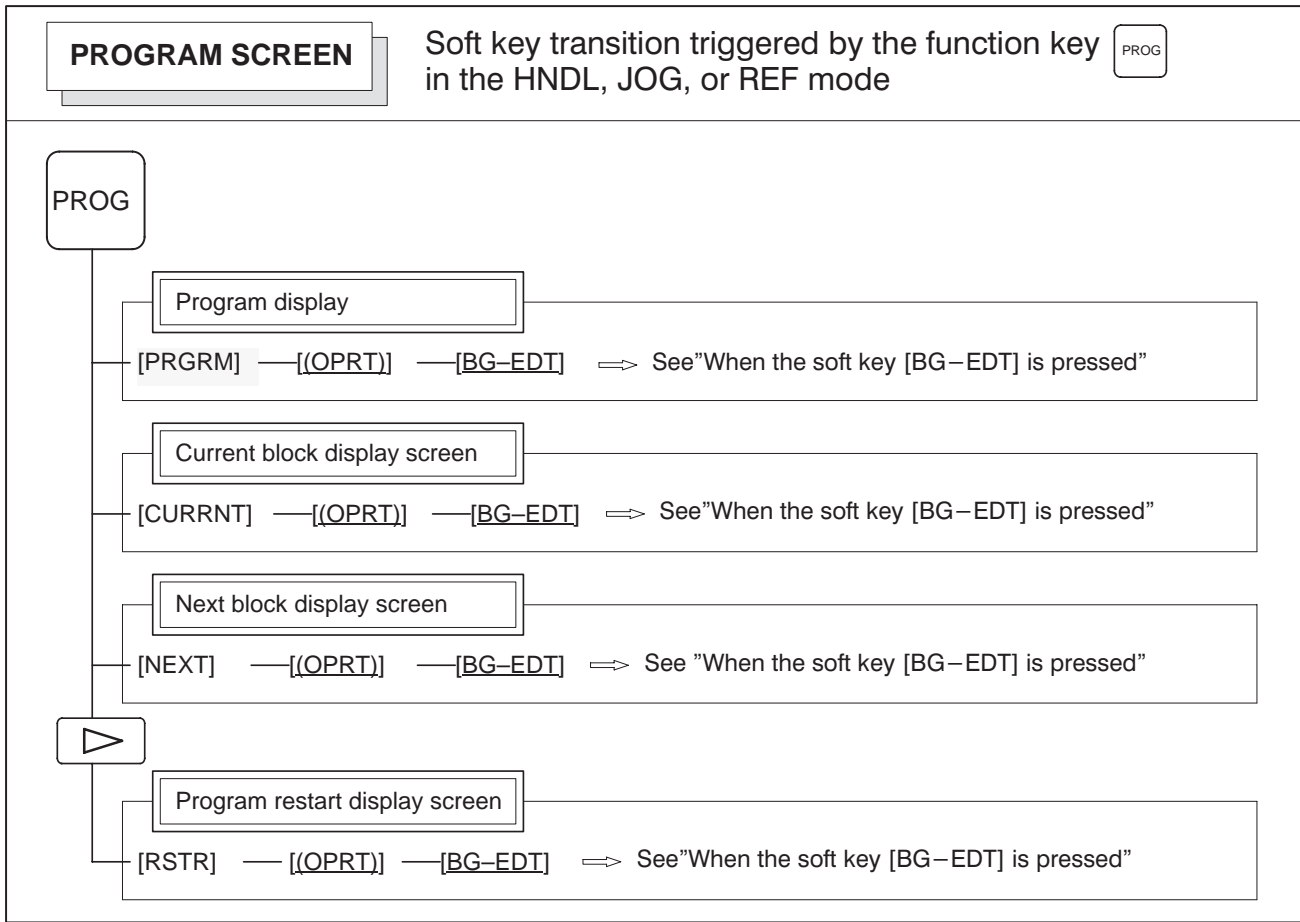 PROGRAM SCREEN
Soft key transition triggered by the function key PROG
in the HNDL, JOG, or REF mode
PROG
Program display
[PRGRM] [(OPRT)] [BG–EDT] See”When the soft key [BG−EDT] is pressed”
Current block display screen
[CURRNT] [(OPRT)] [BG–EDT] See”When the soft key [BG−EDT] is pressed”
Next block display screen
[NEXT] [(OPRT)] [BG–EDT] See ”When the soft key [BG−EDT] is pressed”
Program restart display screen
[RSTR] [(OPRT)] [BG–EDT] See”When the soft key [BG−EDT] is pressed”